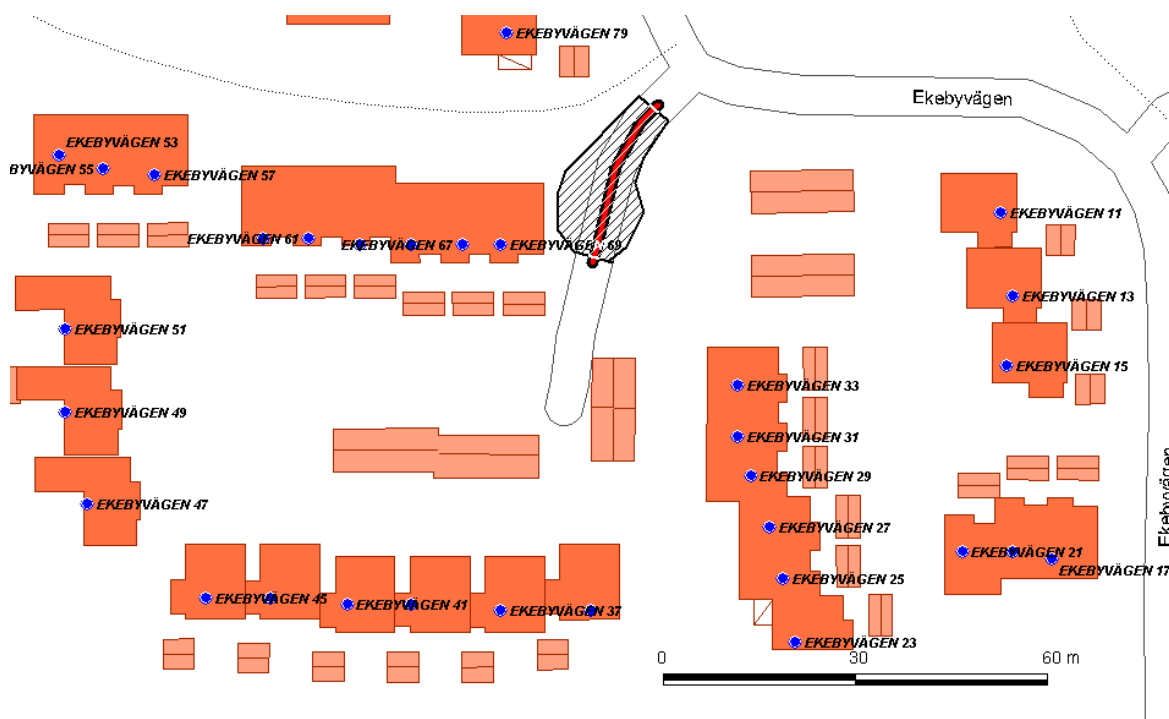 EKEBYVÄGEN 79
Ekebyvägen
EKEBYVÄGEN 53
BYVÄGEN 55
EKEBYVÄGEN 57
EKEBYVÄGEN 11
EKEBYVÄGEN 61
EKEBYVÄGEN 67
EKEBYVÄGEN 69
EKEBYVÄGEN 13
EKEBYVÄGEN 51
EKEBYVÄGEN 15
EKEBYVÄGEN 33
EKEBYVÄGEN 49
EKEBYVÄGEN 31
EKEBYVÄGEN 29
EKEBYVÄGEN 47
EKEBYVÄGEN 27
Ekebyvägen
EKEBYVÄGEN 21
EKEBYVÄGEN 17
EKEBYVÄGEN 25
EKEBYVÄGEN 45
EKEBYVÄGEN 41
EKEBYVÄGEN 37
EKEBYVÄGEN 23
0 30 60 m